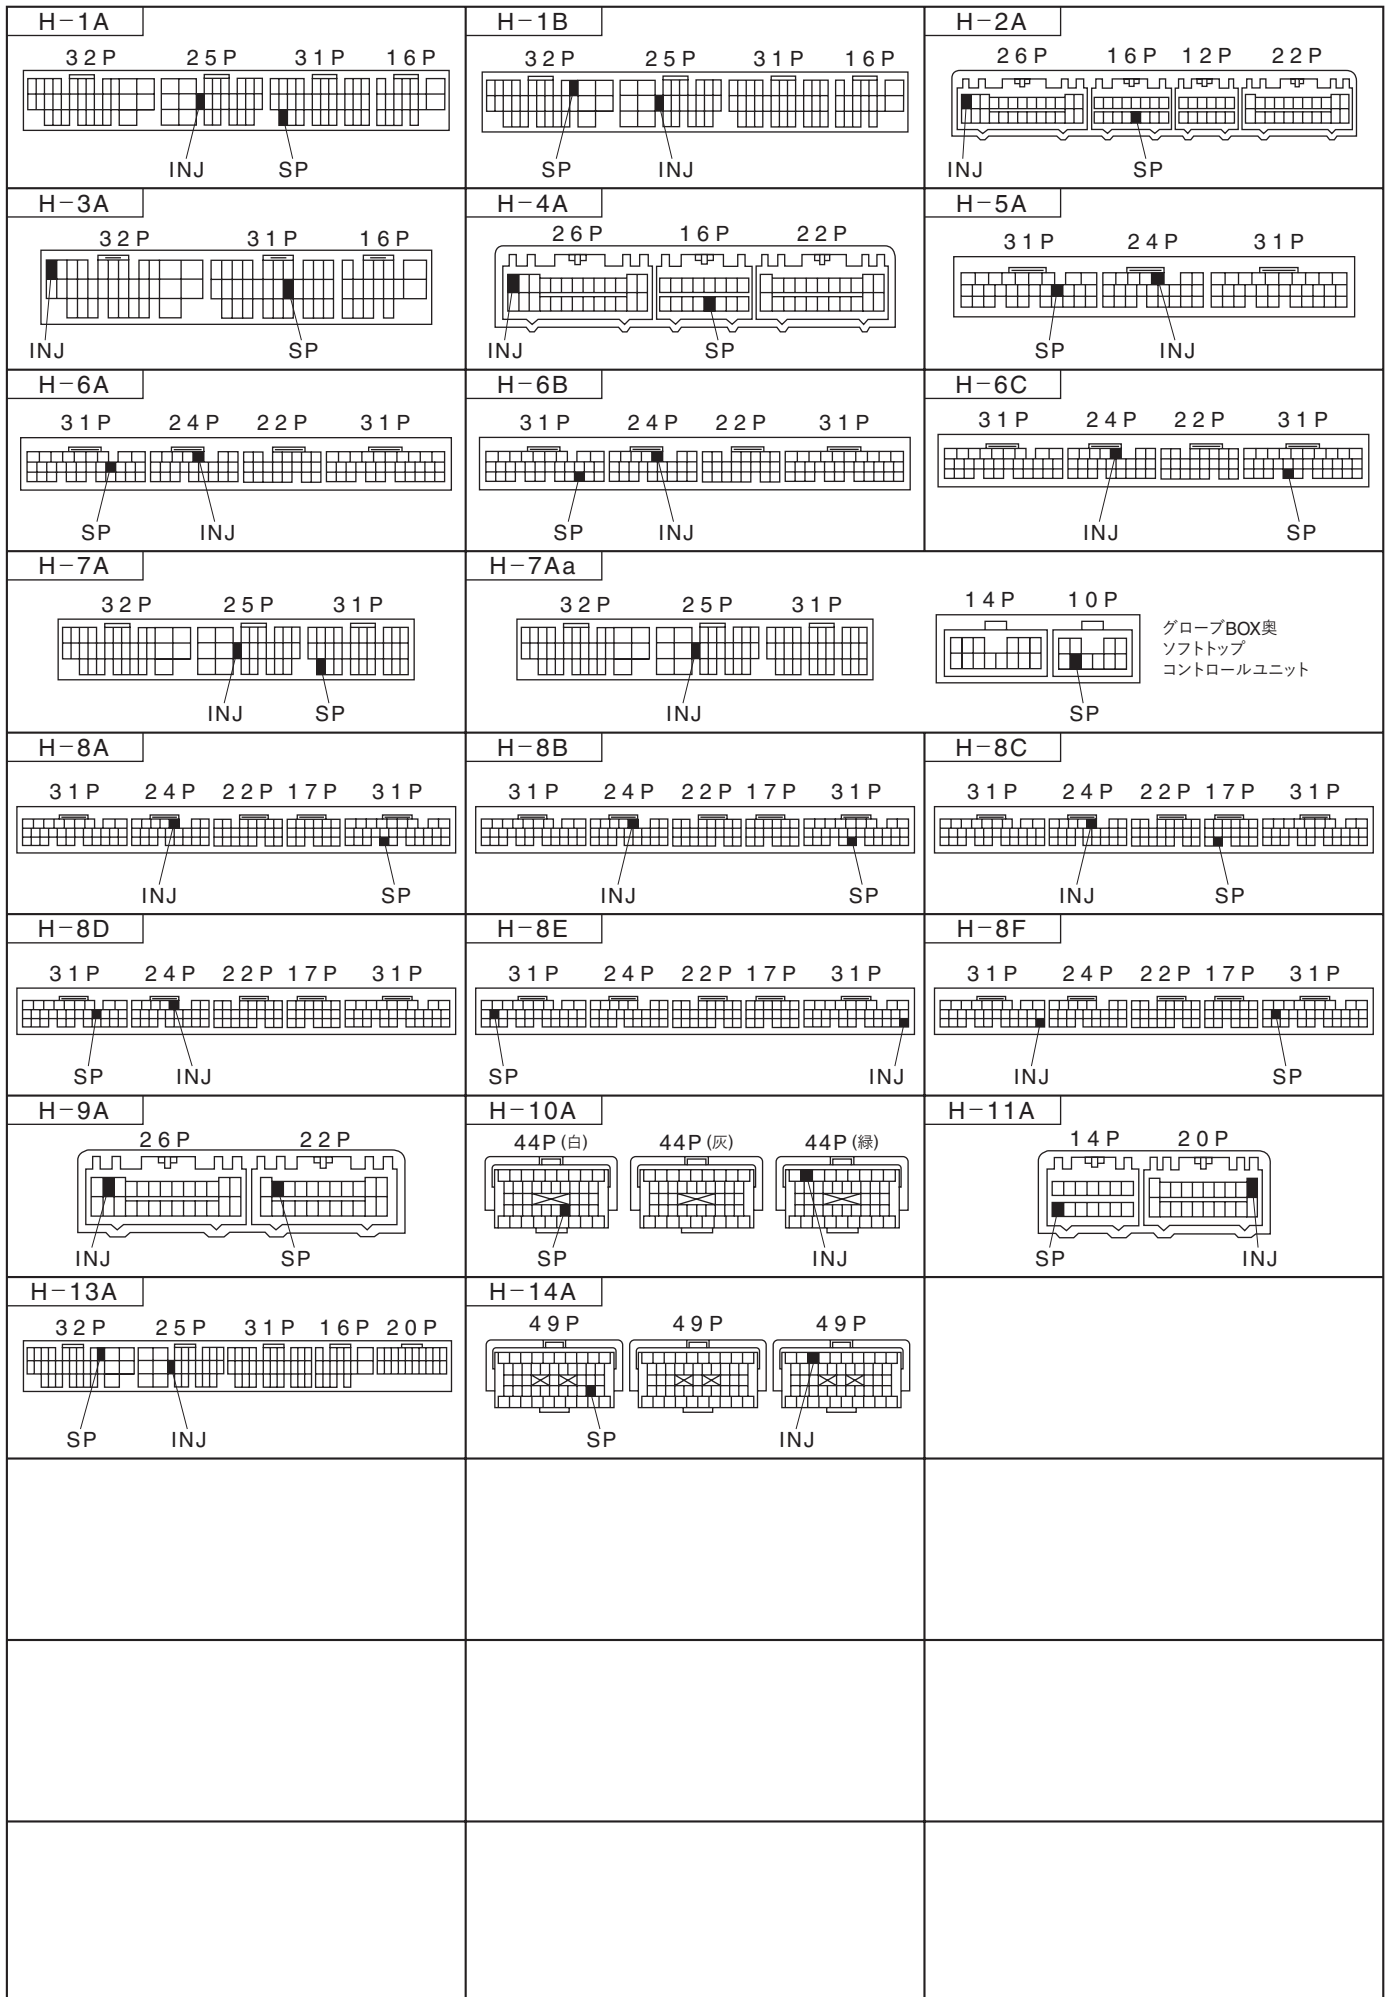 H-1A
32P 25P 31P 16P
INJ SP
H-1B
32P 25P 31P 16P
SP INJ
H-2A
26P 16P 12P 22P
INJ SP
H-3A
32P 31P 16P
INJ SP
H-4A
26P 16P 22P
INJ SP
H-5A
31P 24P 31P
SP INJ
H-6A
31P 24P 22P 31P
SP INJ
H-6B
31P 24P 22P 31P
SP INJ
H-6C
31P 24P 22P 31P
INJ SP
H-7A
32P 25P 31P
INJ SP
H-7Aa
32P 25P 31P
INJ
14P 10P
SP
グローブBOX奥
ソフトトップ
コントロールユニット
H-8A
31P 24P 22P 17P 31P
INJ SP
H-8B
31P 24P 22P 17P 31P
INJ SP
H-8C
31P 24P 22P 17P 31P
INJ SP
H-8D
31P 24P 22P 17P 31P
SP INJ
H-8E
31P 24P 22P 17P 31P
SP INJ
H-8F
31P 24P 22P 17P 31P
INJ SP
H-9A
26P 22P
INJ SP
H-10A
44P(白) 44P(灰) 44P(緑)
SP INJ
H-11A
14P 20P
SP INJ
H-13A
32P 25P 31P 16P 20P
SP INJ
H-14A
49P 49P 49P
SP INJ